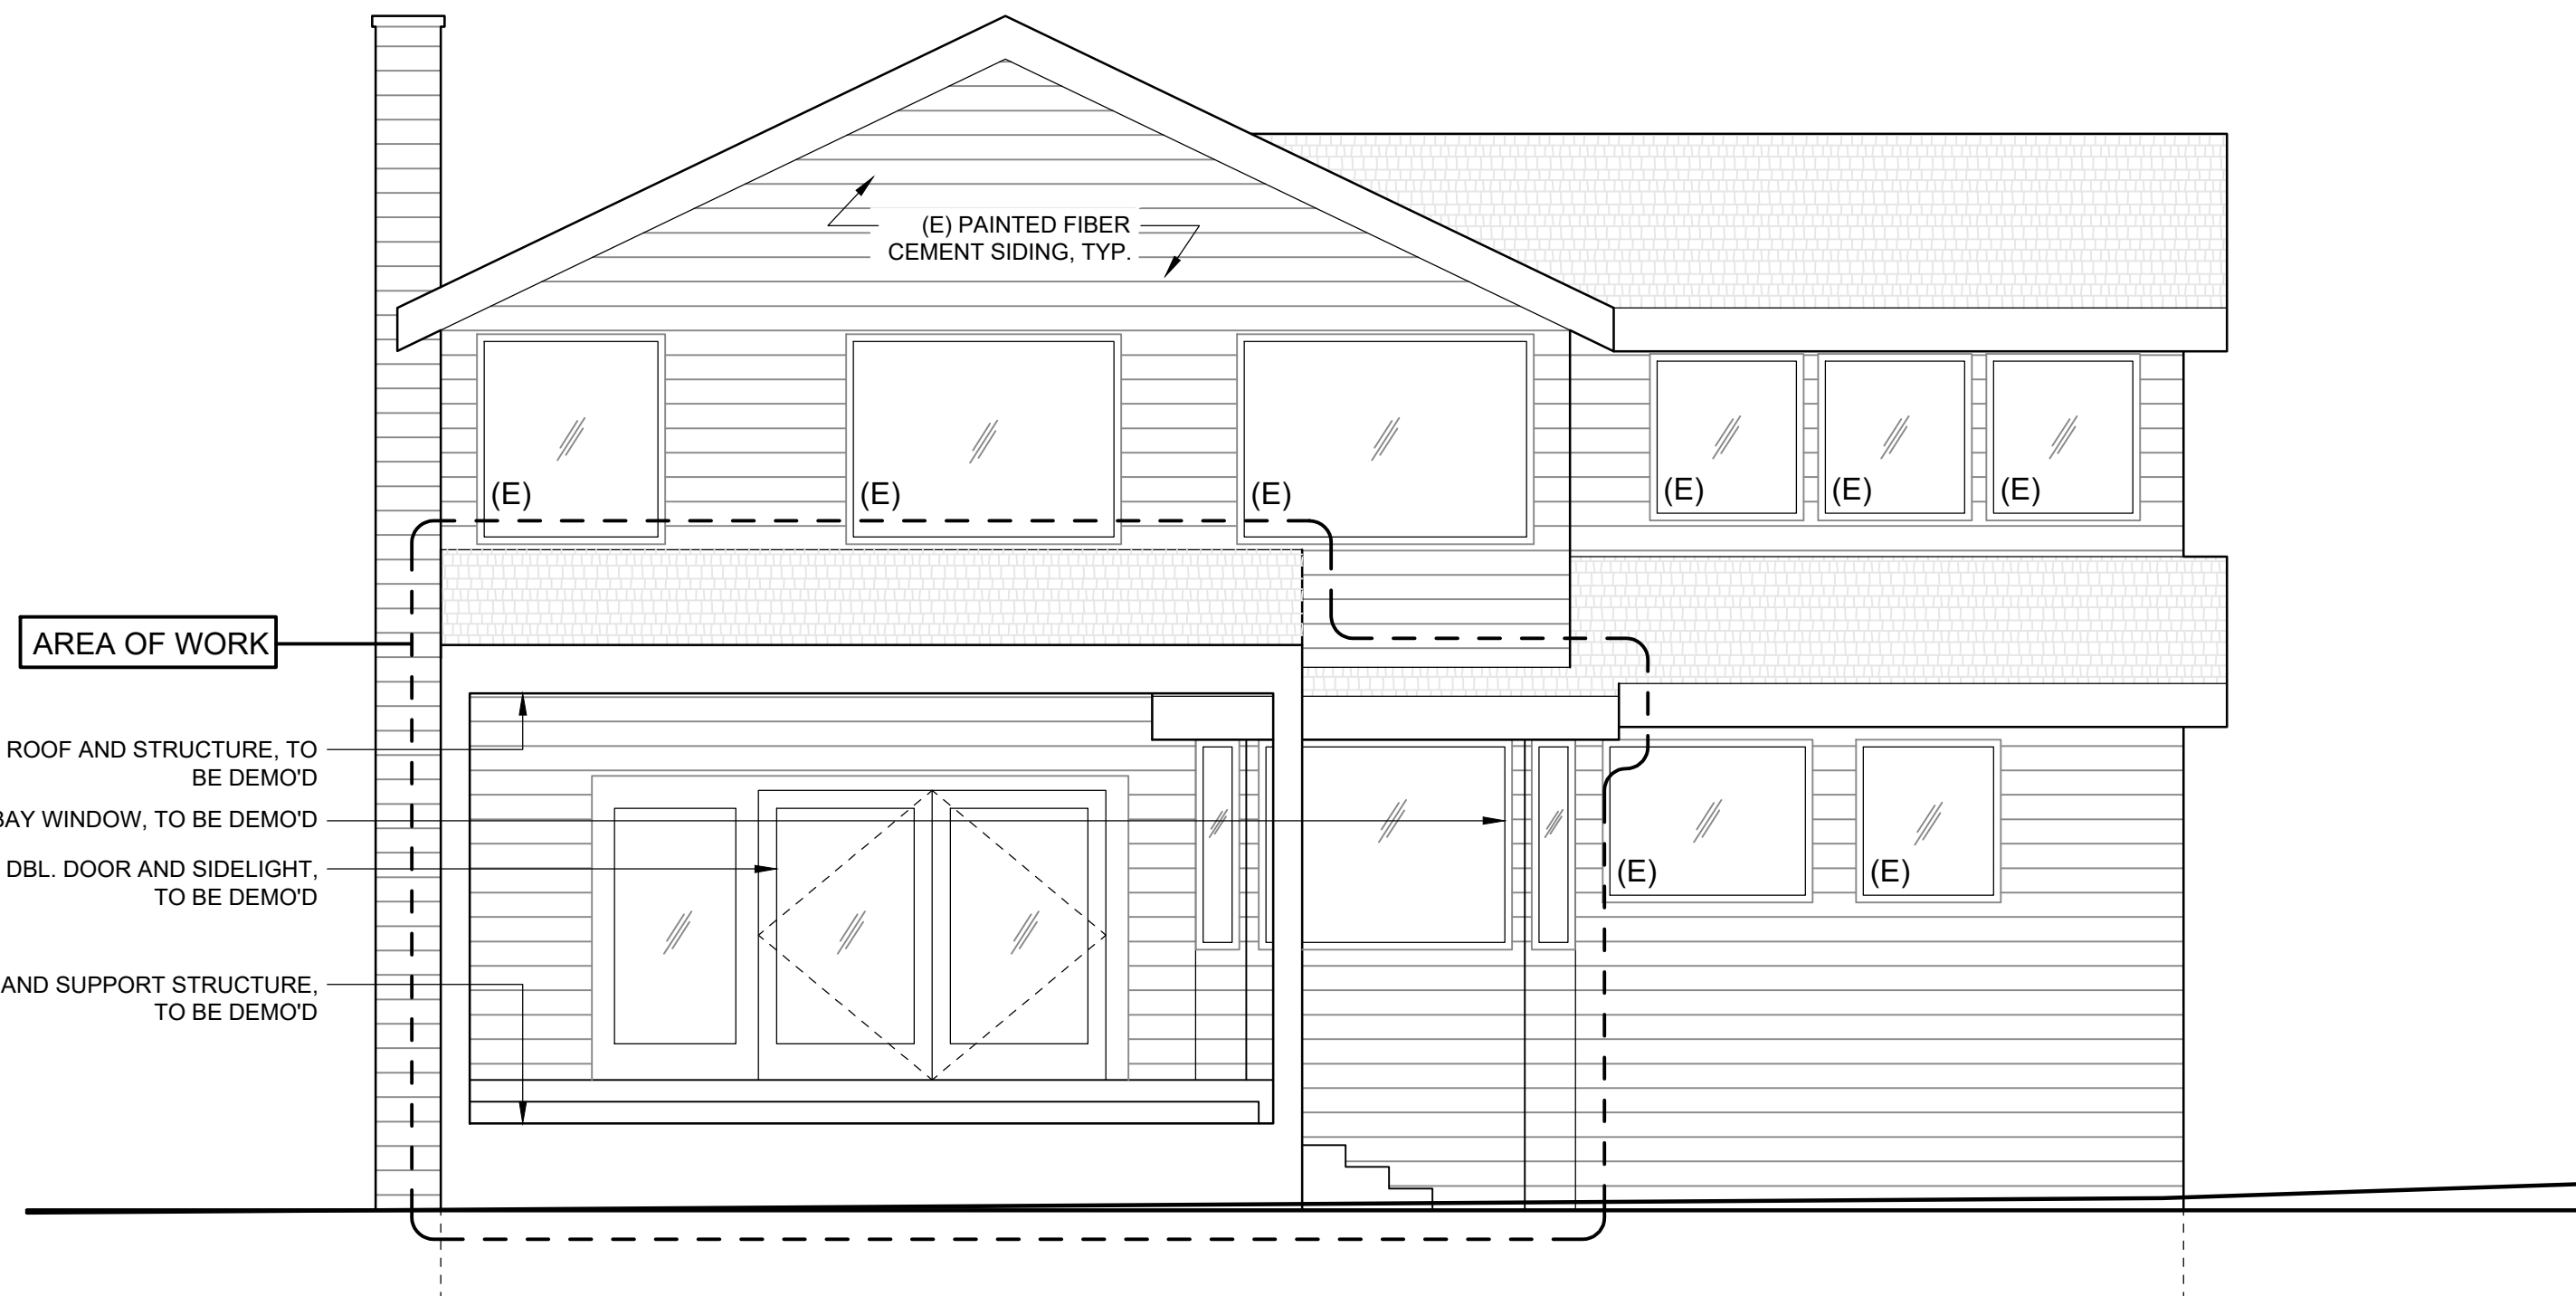 (E) PAINTED FIBER
CEMENT SIDING, TYP.
(E)
(E)
(E)
(E)
(E)
(E)
AREA OF WORK
ROOF AND STRUCTURE, TO
BE DEMO'D
BAY WINDOW, TO BE DEMO'D
DBL. DOOR AND SIDELIGHT,
TO BE DEMO'D
(E)
(E)
AND SUPPORT STRUCTURE,
TO BE DEMO'D